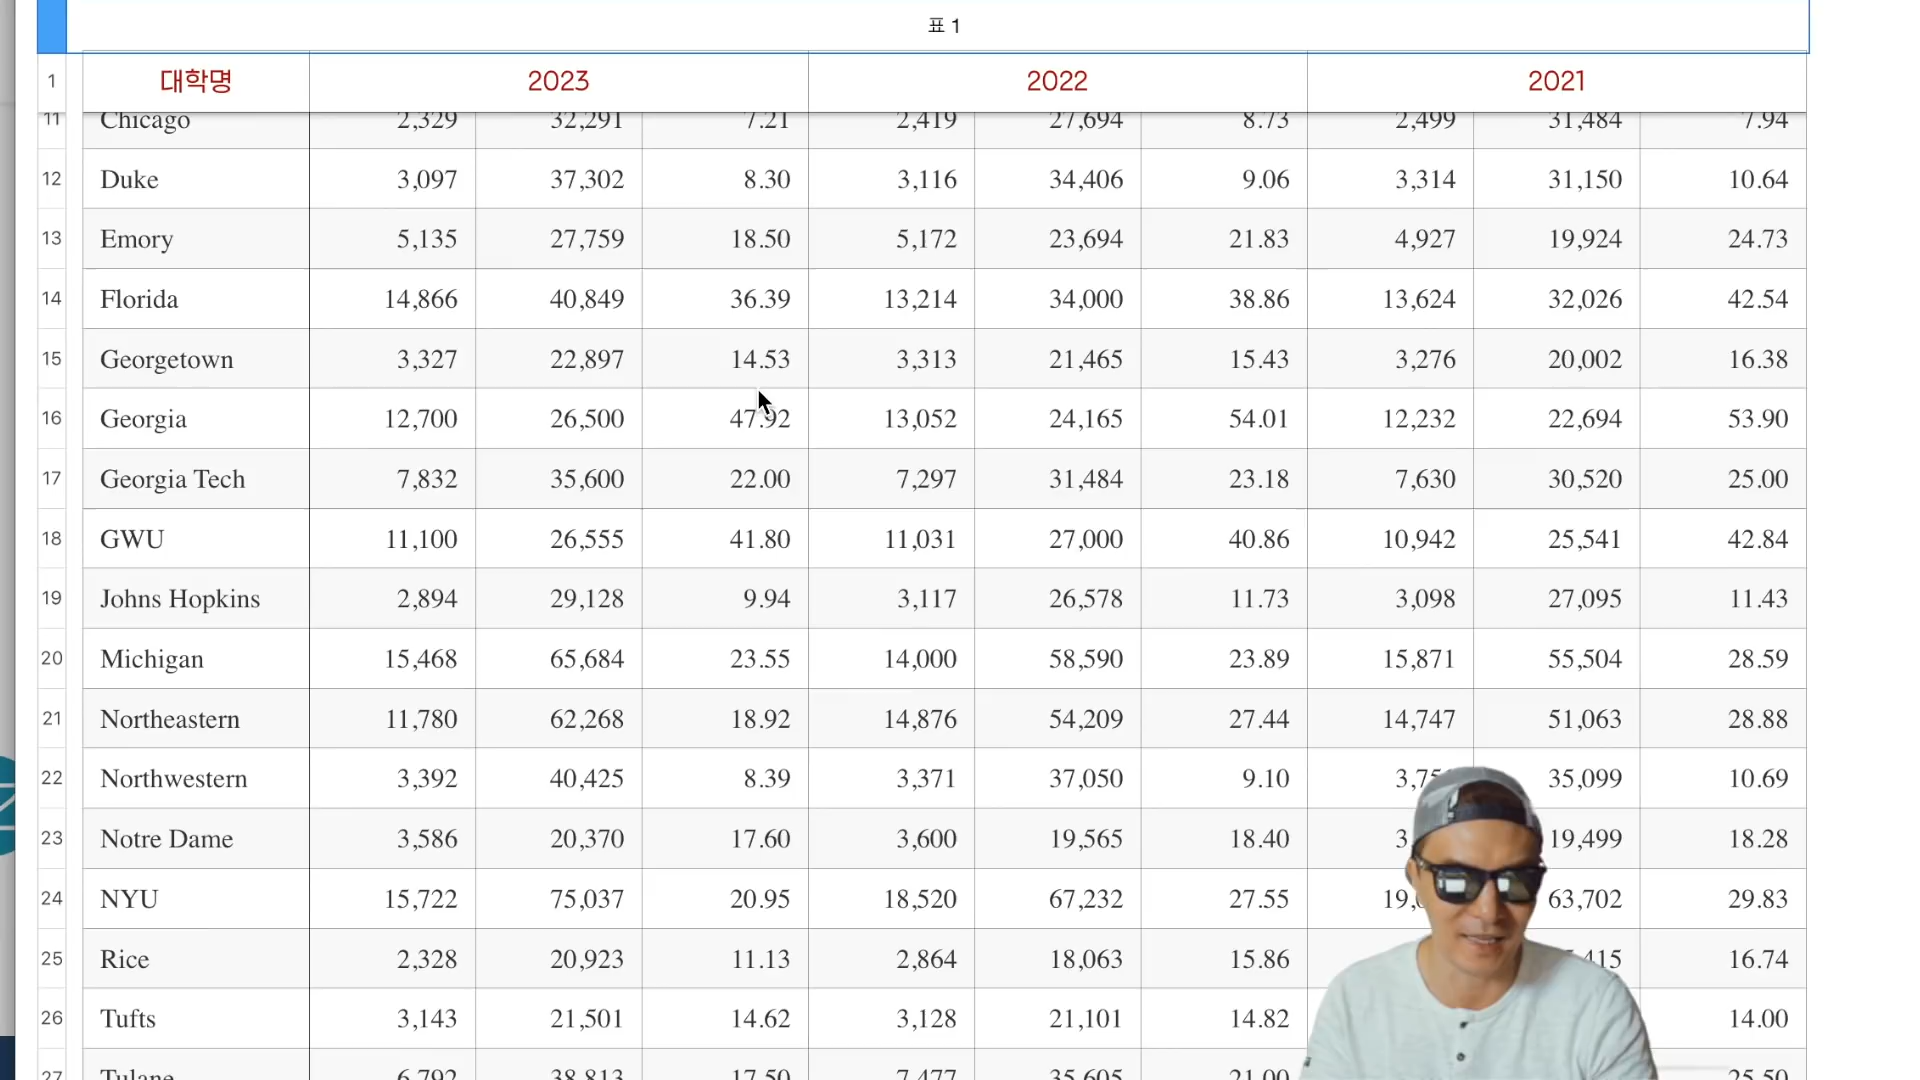 표 1
1 대학명 2023 2022 2021
11 Chicago 2,329 32,291 7.21 2,419 27,694 8.73 2,499 31,484 7.94
12 Duke 3,097 37,302 8.30 3,116 34,406 9.06 3,314 31,150 10.64
13 Emory 5,135 27,759 18.50 5,172 23,694 21.83 4,927 19,924 24.73
14 Florida 14,866 40,849 36.39 13,214 34,000 38.86 13,624 32,026 42.54
15 Georgetown 3,327 22,897 14.53 3,313 21,465 15.43 3,276 20,002 16.38
16 Georgia 12,700 26,500 47.92 13,052 24,165 54.01 12,232 22,694 53.90
17 Georgia Tech 7,832 35,600 22.00 7,297 31,484 23.18 7,630 30,520 25.00
18 GWU 11,100 26,555 41.80 11,031 27,000 40.86 10,942 25,541 42.84
19 Johns Hopkins 2,894 29,128 9.94 3,117 26,578 11.73 3,098 27,095 11.43
20 Michigan 15,468 65,684 23.55 14,000 58,590 23.89 15,871 55,504 28.59
21 Northeastern 11,780 62,268 18.92 14,876 54,209 27.44 14,747 51,063 28.88
22 Northwestern 3,392 40,425 8.39 3,371 37,050 9.10 35,099 10.69
23 Notre Dame 3,586 20,370 17.60 3,600 19,565 18.40 19,499 18.28
24 NYU 15,722 75,037 20.95 18,520 67,232 27.55 63,702 29.83
25 Rice 2,328 20,923 11.13 2,864 18,063 15.86 16.74
26 Tufts 3,143 21,501 14.62 3,128 21,101 14.82 14.00
27 Tulane 6,792 38,813 17.50 7,477 35,605 21.00 25.50